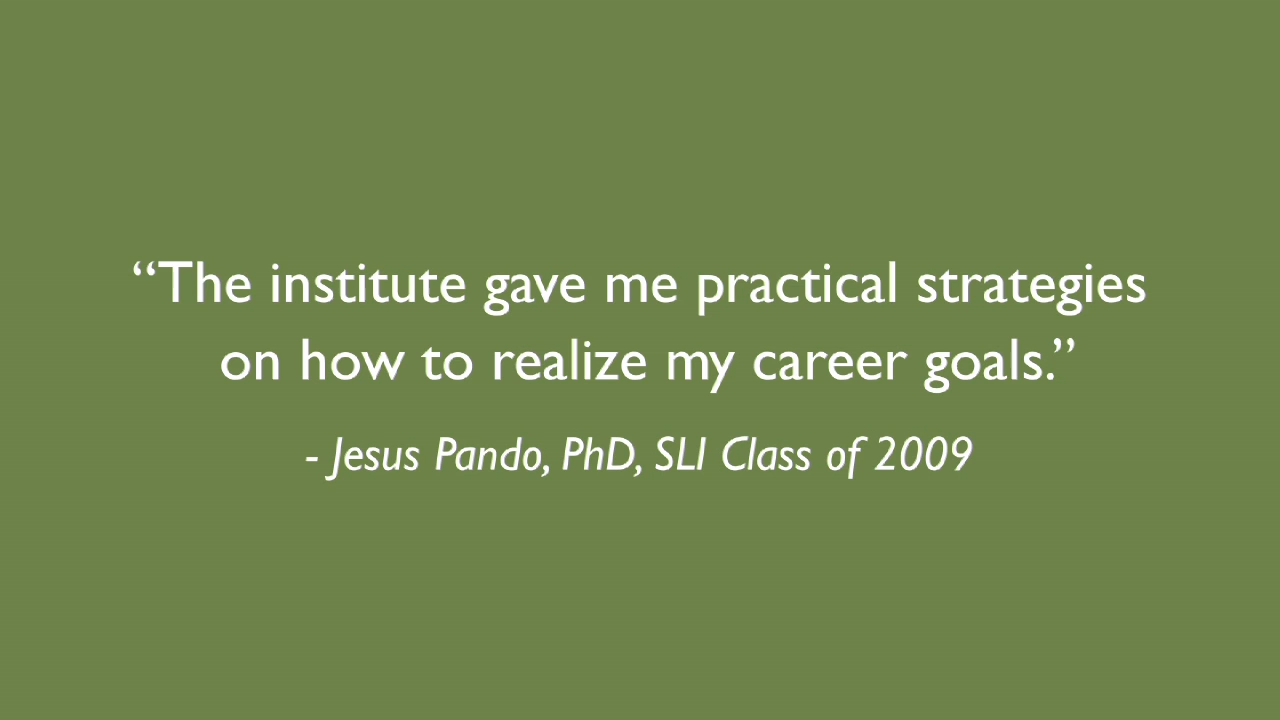 “The institute gave me practical strategies
on how to realize my career goals.”
- Jesus Pando, PhD, SLI Class of 2009